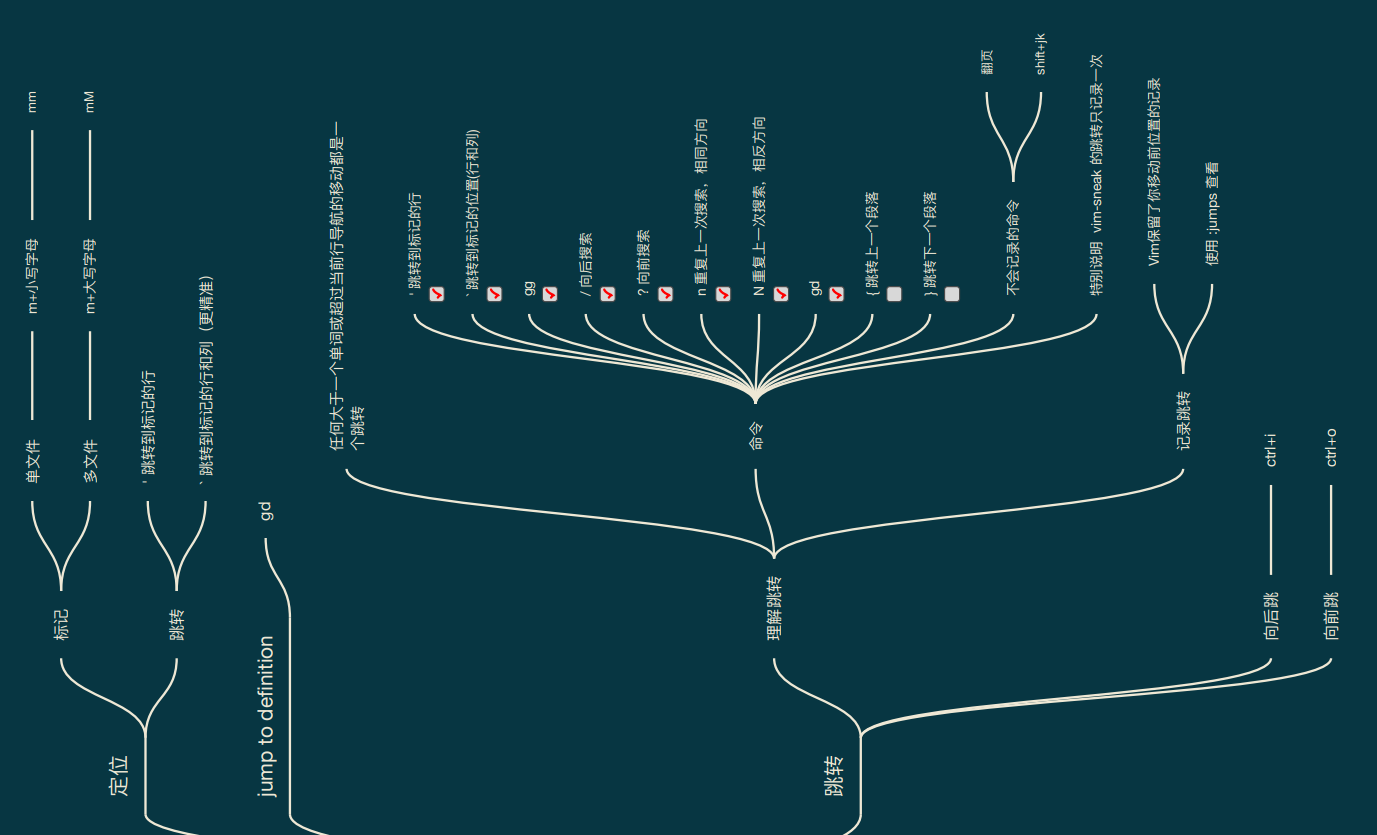 定位
标记
单文件
m+小写字母
mm
多文件
m+大写字母
mM
跳转
' 跳转到标记的行
` 跳转到标记的行和列（更精准）
jump to definition
gd
跳转
理解跳转
任何大于一个单词或超过当前行导航的移动都是一
个跳转
命令
' 跳转到标记的行
` 跳转到标记的位置(行和列)
gg
/ 向后搜索
? 向前搜索
n 重复上一次搜索，相同方向
N 重复上一次搜索，相反方向
gd
{ 跳转上一个段落
} 跳转下一个段落
不会记录的命令
翻页
shift+jk
特别说明 vim-sneak 的跳转只记录一次
记录跳转
Vim保留了你移动前位置的记录
使用 :jumps 查看
向后跳
ctrl+i
向前跳
ctrl+o